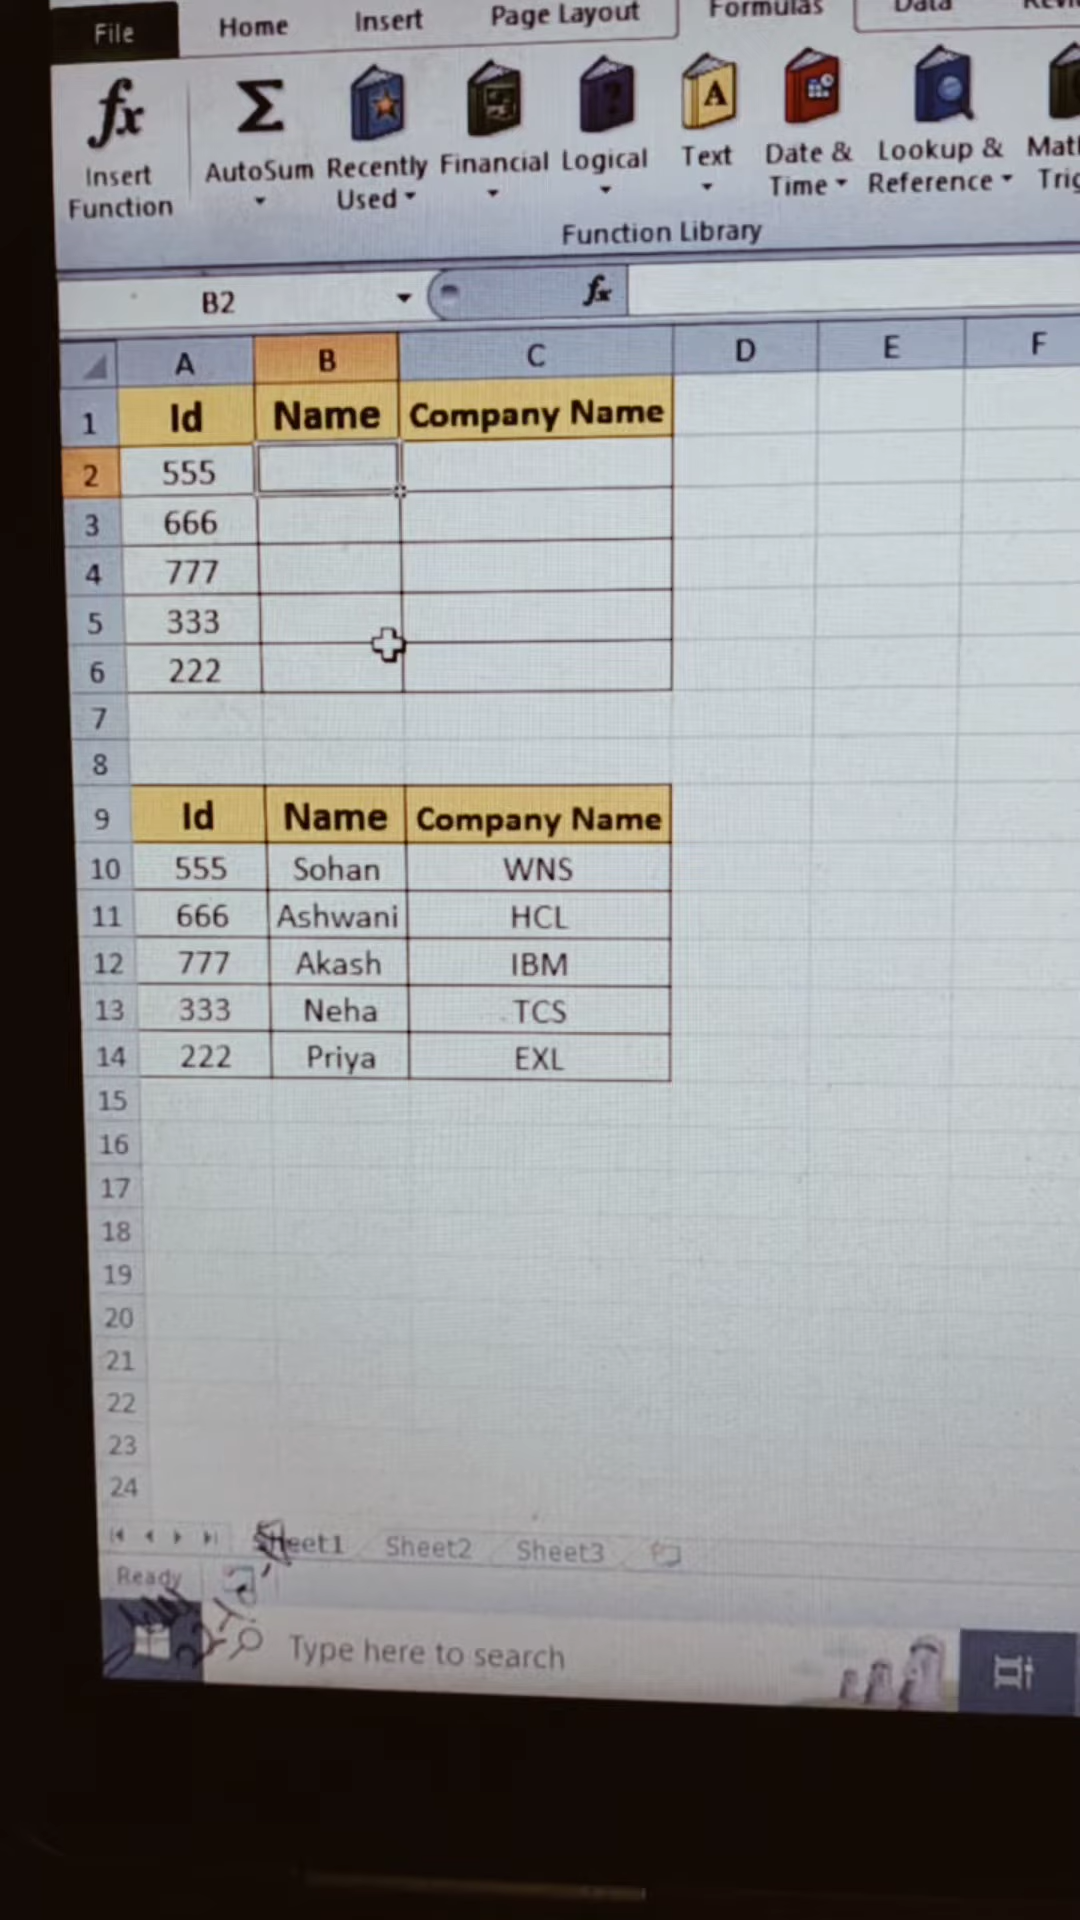 File Home Insert Page Layout Formulas Data
fx Σ
Insert Function AutoSum Recently Used Financial Logical Text Date & Time Lookup & Reference
Function Library
B2 fx
A B C D E F
1 Id Name Company Name
2 555
3 666
4 777
5 333
6 222
7
8
9 Id Name Company Name
10 555 Sohan WNS
11 666 Ashwani HCL
12 777 Akash IBM
13 333 Neha TCS
14 222 Priya EXL
15
16
17
18
19
20
21
22
23
24
Sheet1 Sheet2 Sheet3
Ready
Type here to search